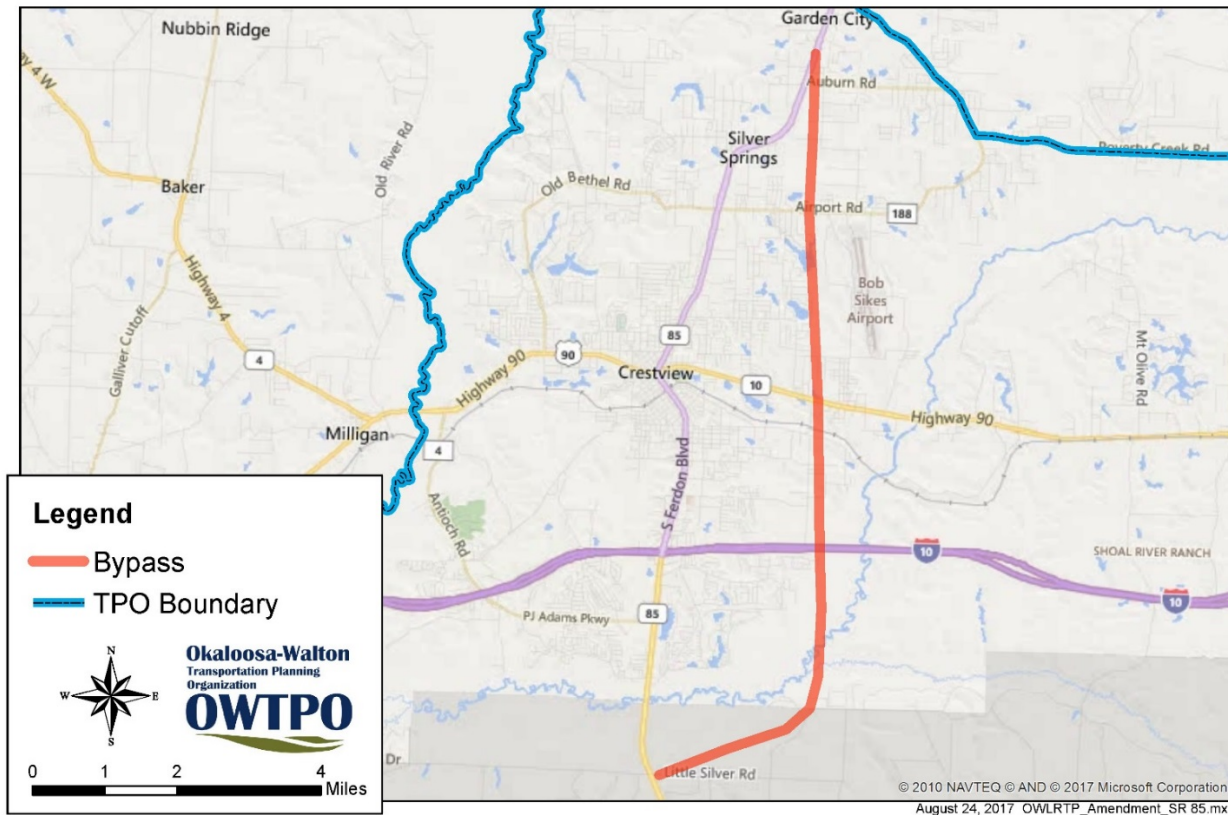 Garden City
Nubbin Ridge
ay 4 W
Auburn Rd
Silver
Springs
Poverty Creek Rd
Old River Rd
Baker
Old Bethel Rd
Airport Rd
188
Bob
Sikes
Airport
Highway 4
Galliver Cutoff
Mt Olive Rd
4
Highway 90
90
85
Crestview
10
Highway 90
Milligan
4
S Ferdon Blvd
Antioch Rd
10
SHOAL RIVER RANCH
10
85
PJ Adams Pkwy
Dr
Little Silver Rd
Legend
Bypass
TPO Boundary
N
W
E
S
Okaloosa-Walton
Transportation Planning
Organization
OWTPO
0 1 2 4
Miles
© 2010 NAVTEQ © AND © 2017 Microsoft Corporation
August 24, 2017 OWLRTP_Amendment_SR 85.mx